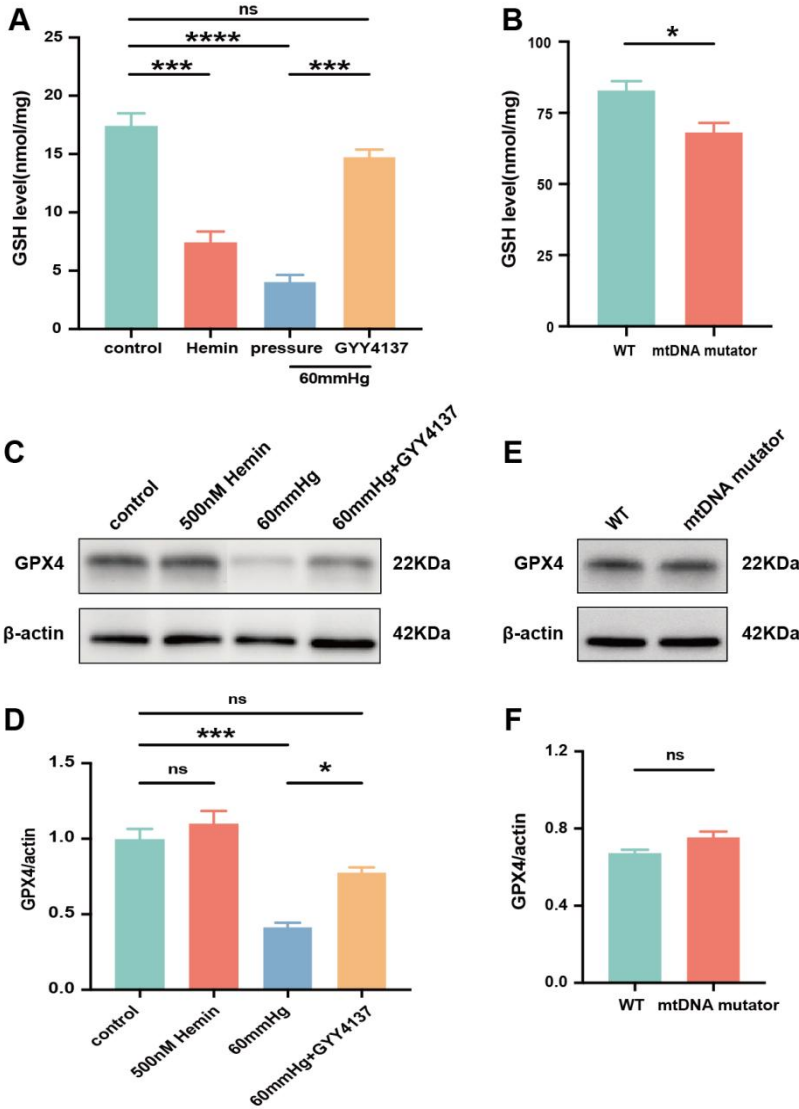 A
ns
****
***
***
GSH level(nmol/mg)
25
20
15
10
5
0
control
Hemin
pressure
GYY4137
60mmHg
B
*
GSH level(nmol/mg)
100
75
50
25
0
WT
mtDNA mutator
C
control
500nM Hemin
60mmHg
60mmHg+GYY4137
GPX4
22KDa
β-actin
42KDa
E
WT
mtDNA mutator
GPX4
22KDa
β-actin
42KDa
D
ns
***
ns
*
GPX4/actin
1.5
1.0
0.5
0.0
control
500nM Hemin
60mmHg
60mmHg+GYY4137
F
ns
GPX4/actin
1.2
0.8
0.4
0.0
WT
mtDNA mutator